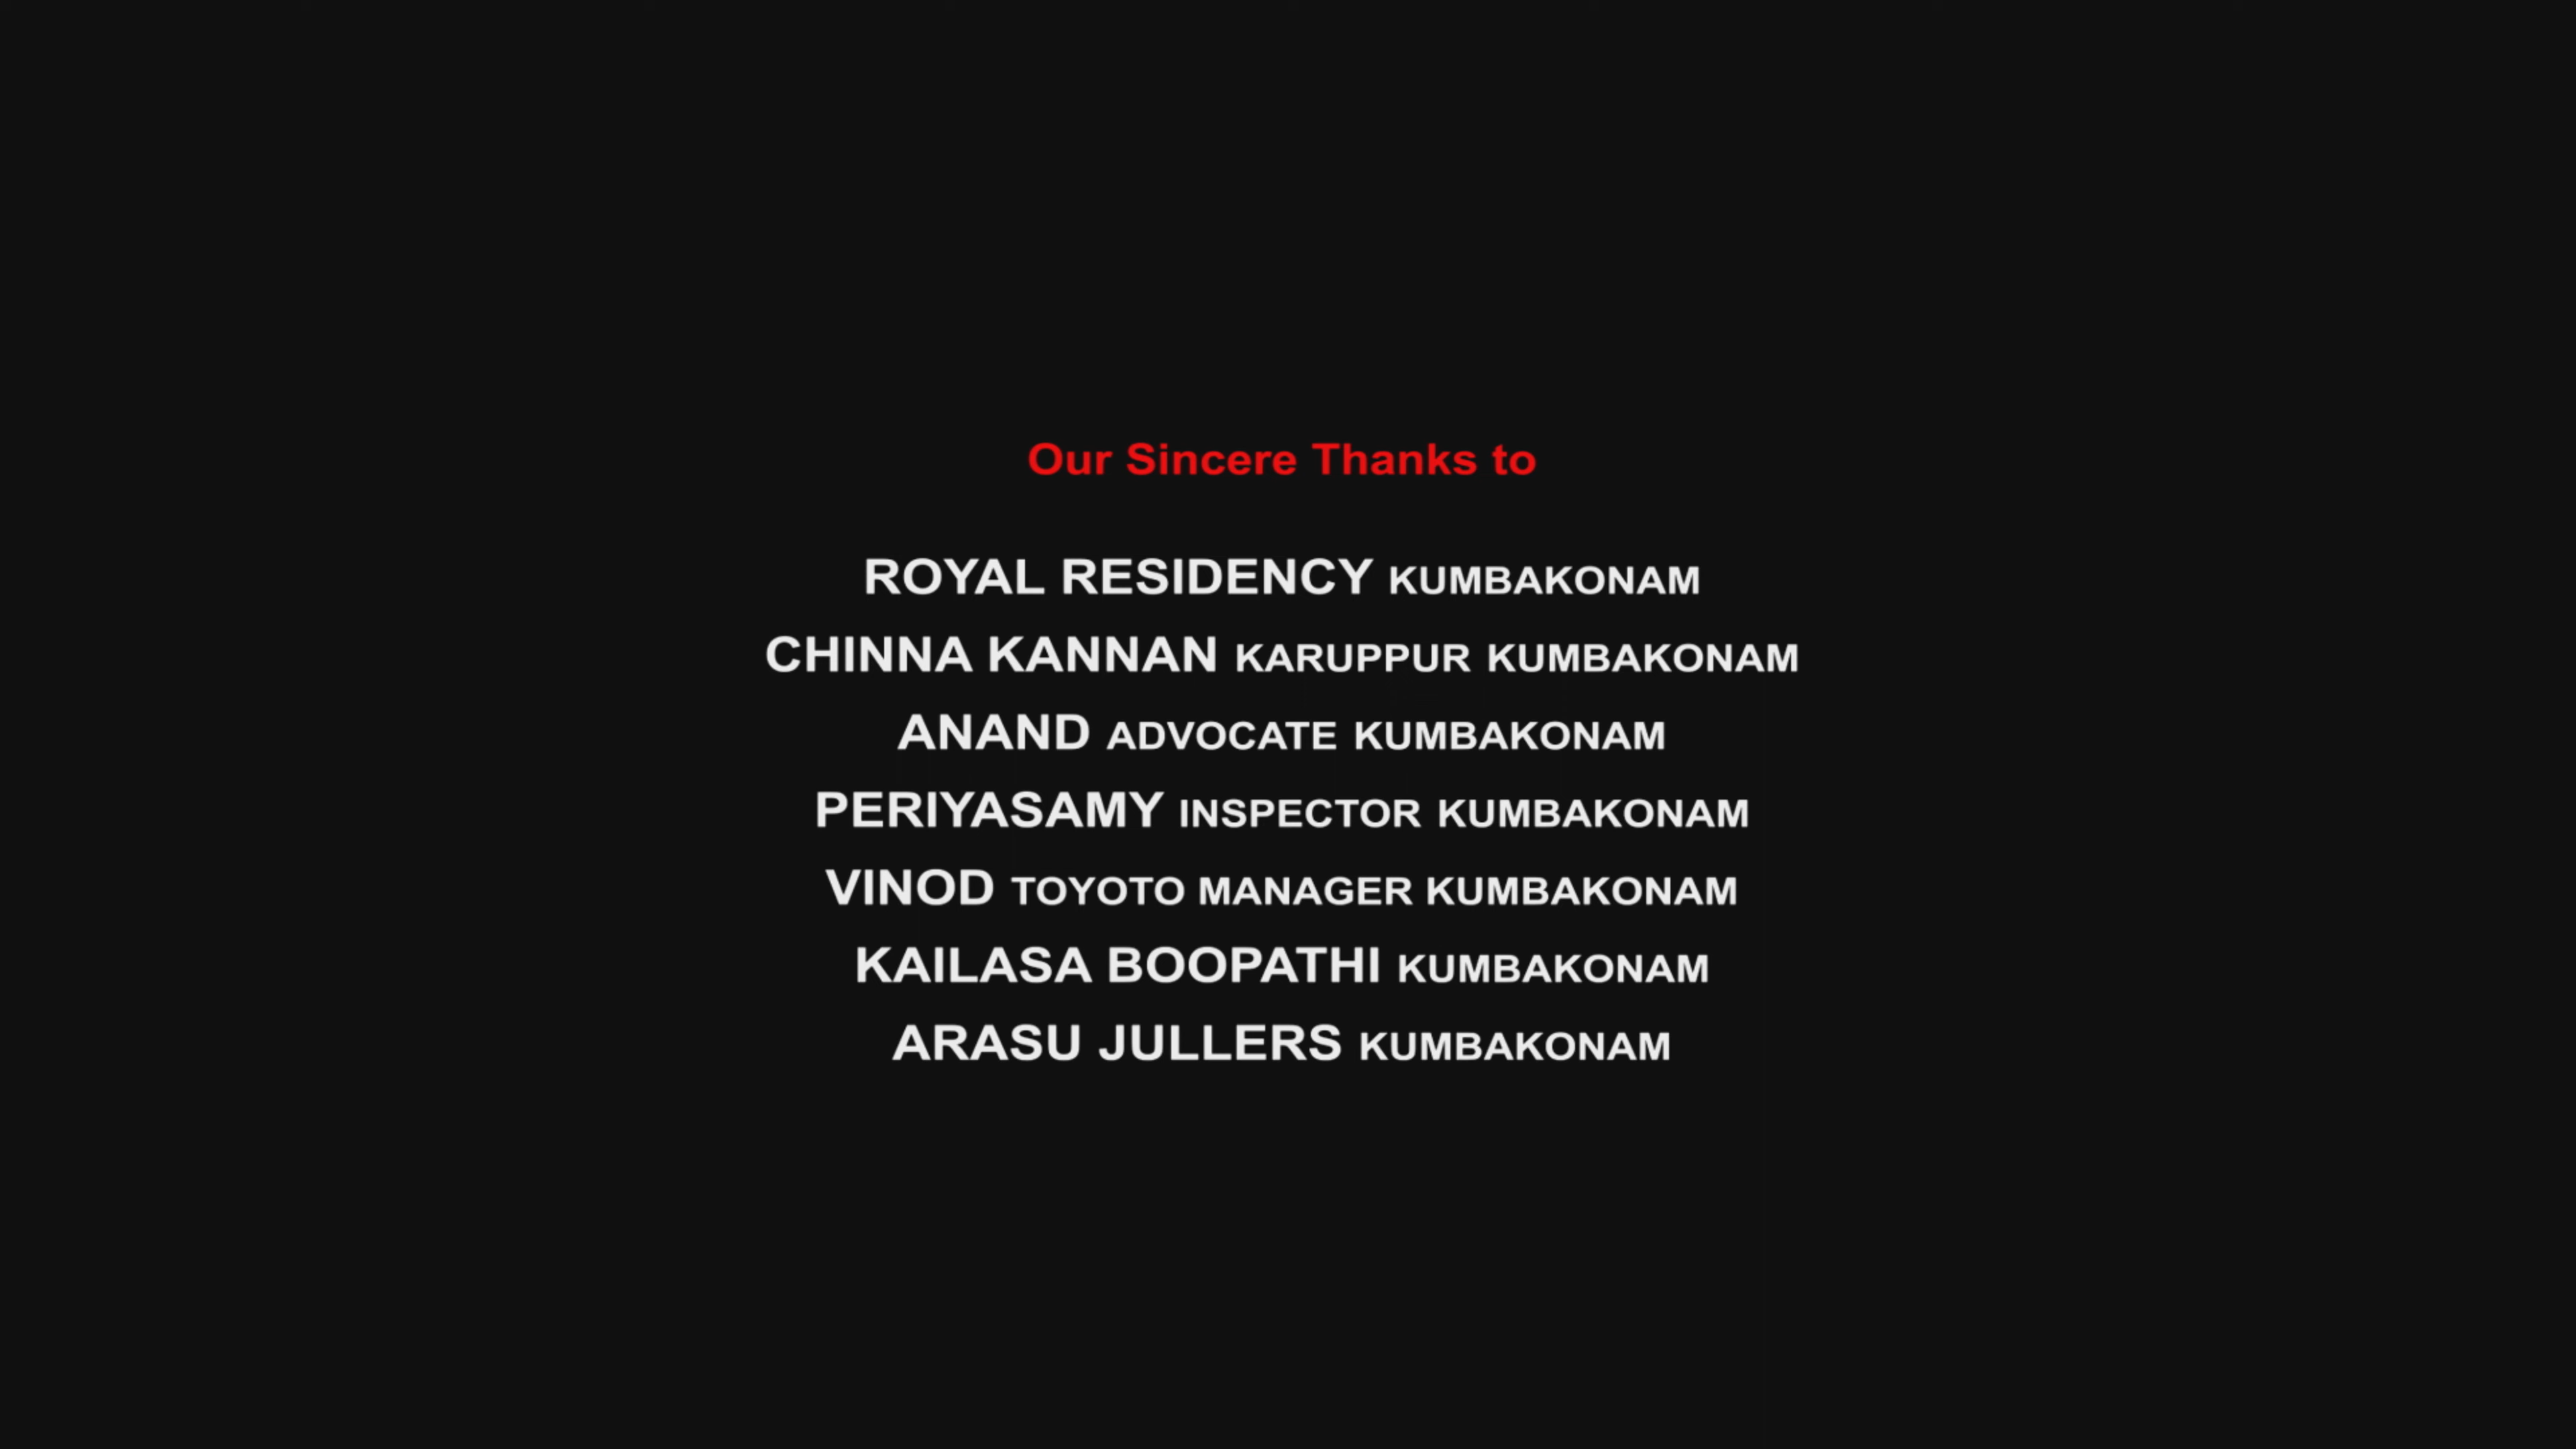 Our Sincere Thanks to
ROYAL RESIDENCY KUMBAKONAM
CHINNA KANNAN KARUPPUR KUMBAKONAM
ANAND ADVOCATE KUMBAKONAM
PERIYASAMY INSPECTOR KUMBAKONAM
VINOD TOYOTO MANAGER KUMBAKONAM
KAILASA BOOPATHI KUMBAKONAM
ARASU JULLERS KUMBAKONAM